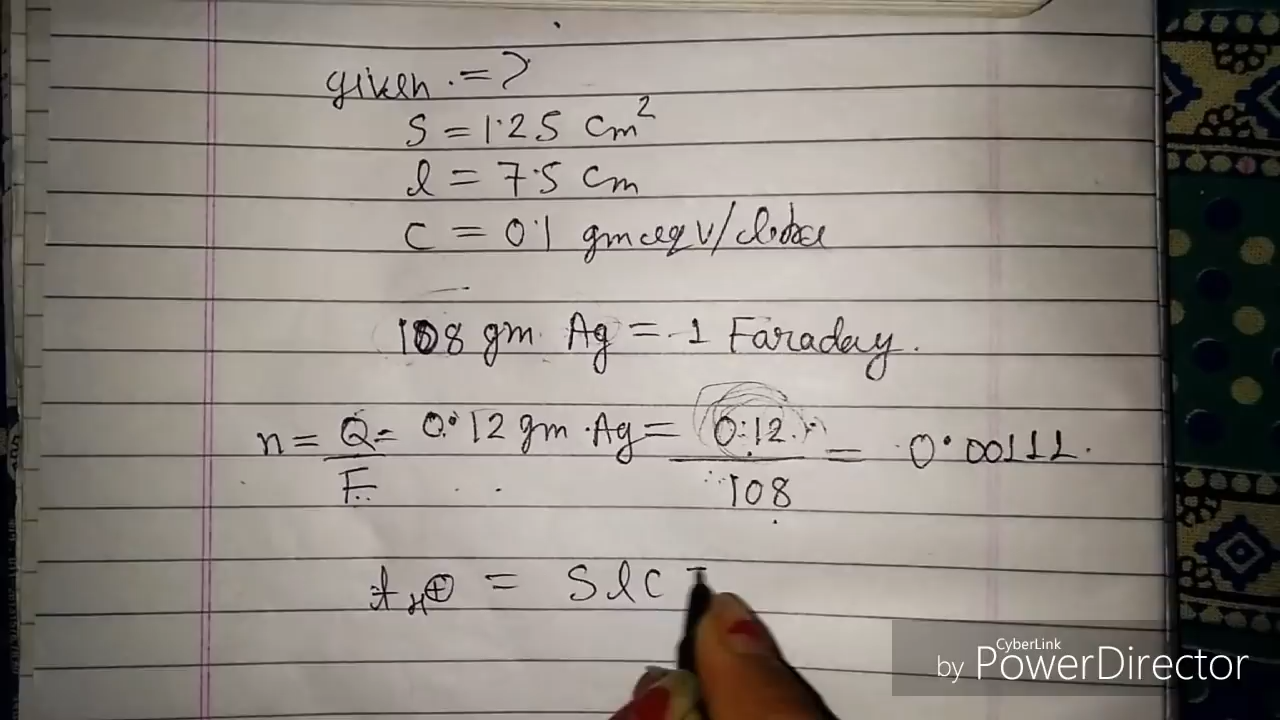 given . = ?
S = 1.25 cm²
l = 7.5 cm
C = 0.1 gm eqv/
108 gm Ag = 1 Faraday.
n = Q/F = 0.12 gm Ag = 0.12/108 = 0.00111.
t H⊕ = S l C
CyberLink
by PowerDirector